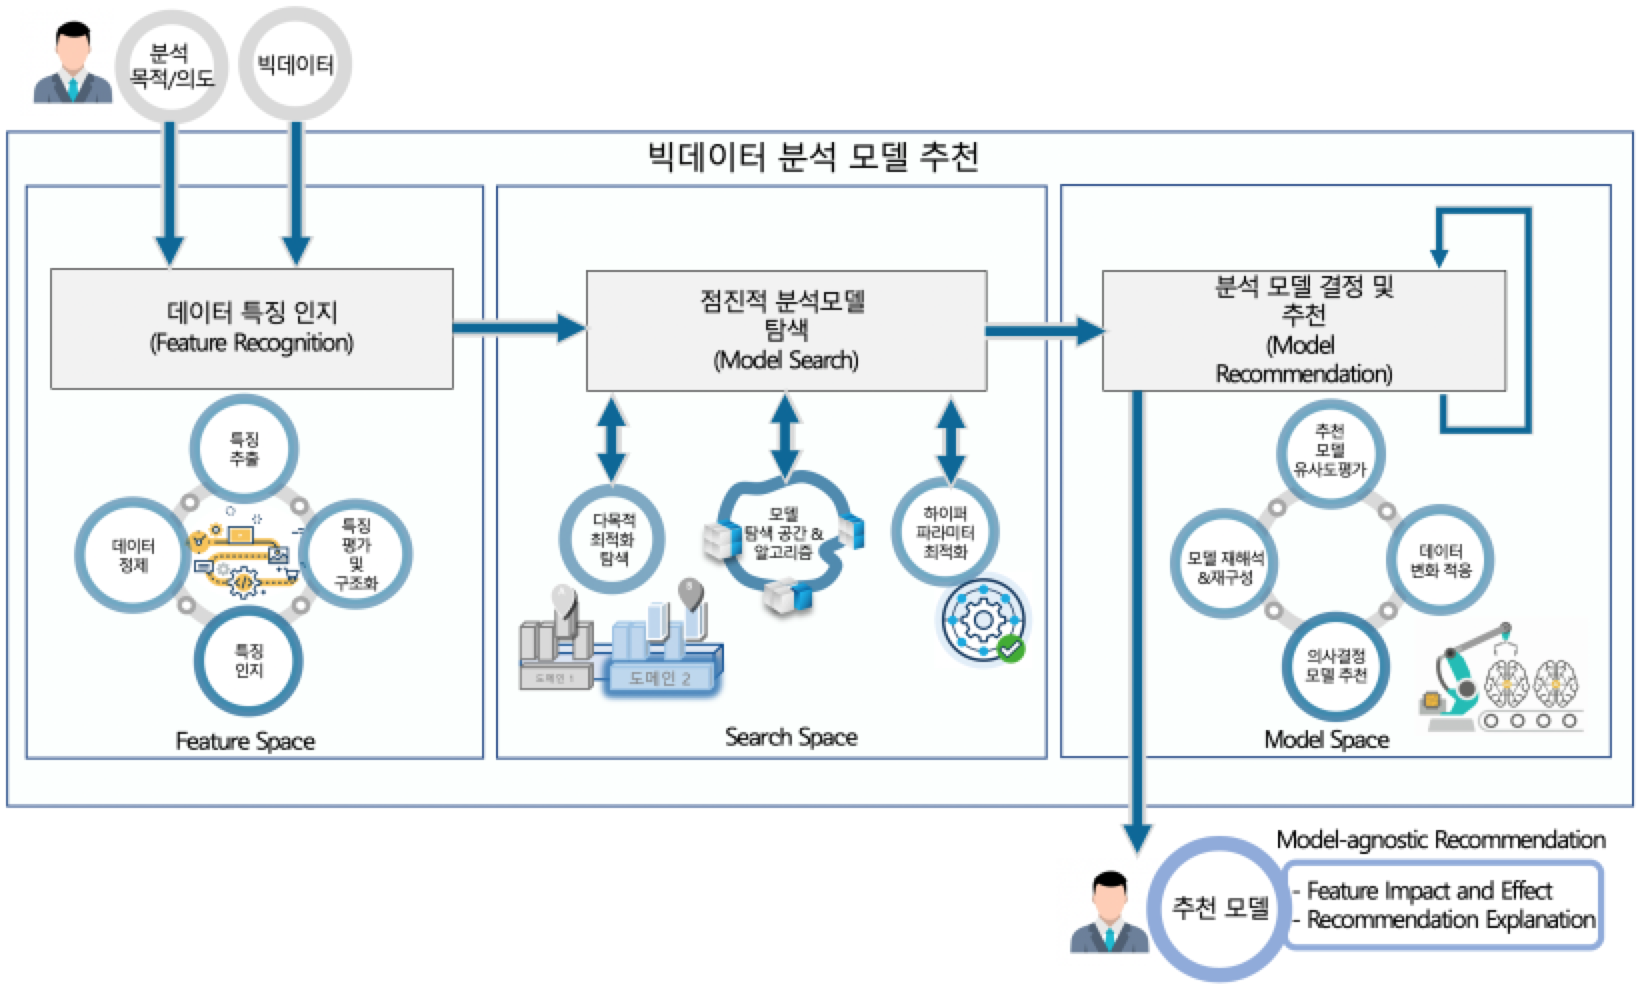 분석
목적/의도
빅데이터
빅데이터 분석 모델 추천
데이터 특징 인지
(Feature Recognition)
특징
추출
데이터
정제
특징
평가
및
구조화
특징
인지
Feature Space
점진적 분석모델
탐색
(Model Search)
다목적
최적화
탐색
모델
탐색 공간 &
알고리즘
하이퍼
파라미터
최적화
도메인 1
도메인 2
Search Space
분석 모델 결정 및
추천
(Model
Recommendation)
추천
모델
유사도평가
모델 재해석
&재구성
데이터
변화 적응
의사결정
모델 추천
Model Space
추천 모델
Model-agnostic Recommendation
- Feature Impact and Effect
- Recommendation Explanation